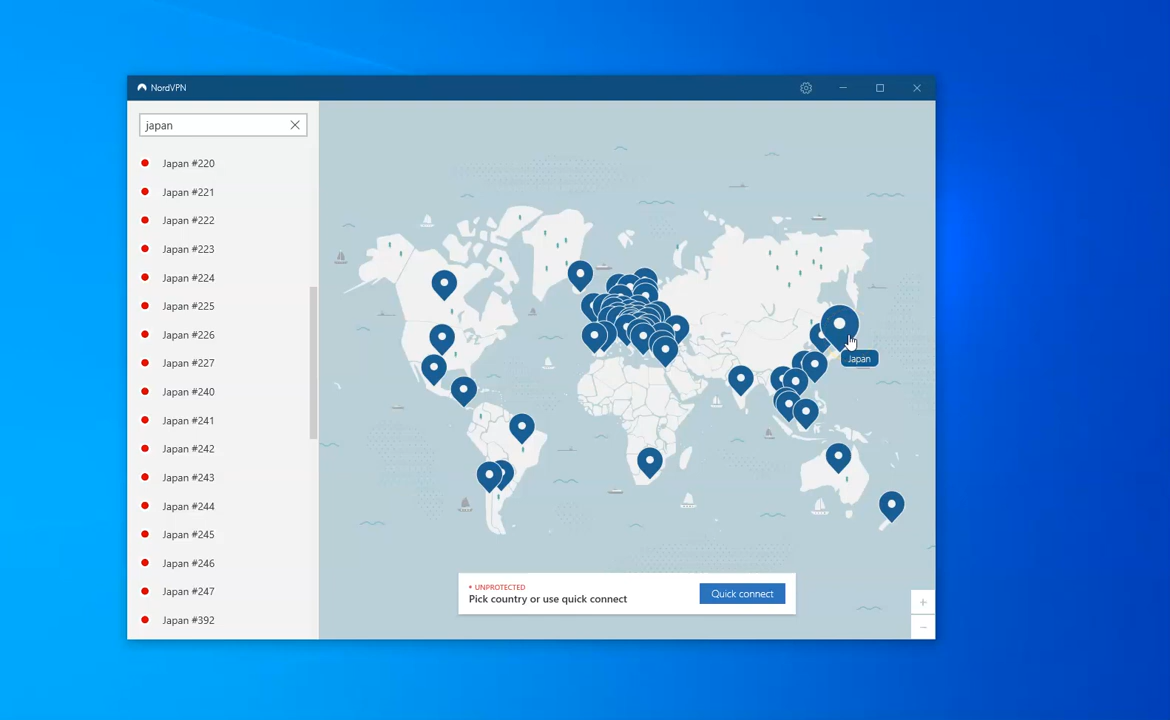 NordVPN
japan
Japan #220
Japan #221
Japan #222
Japan #223
Japan #224
Japan #225
Japan #226
Japan #227
Japan #240
Japan #241
Japan #242
Japan #243
Japan #244
Japan #245
Japan #246
Japan #247
Japan #392
Japan
UNPROTECTED
Pick country or use quick connect
Quick connect